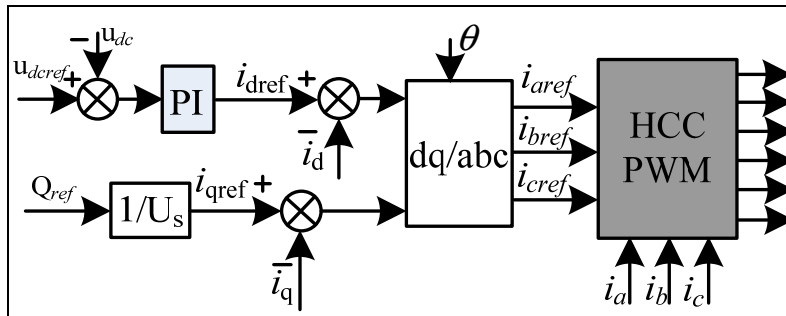 − u_dc
u_dcref +
PI
i_dref +
− i_d
θ
dq/abc
i_aref
i_bref
i_cref
HCC
PWM
Q_ref
1/U_s
i_qref +
− i_q
i_a i_b i_c